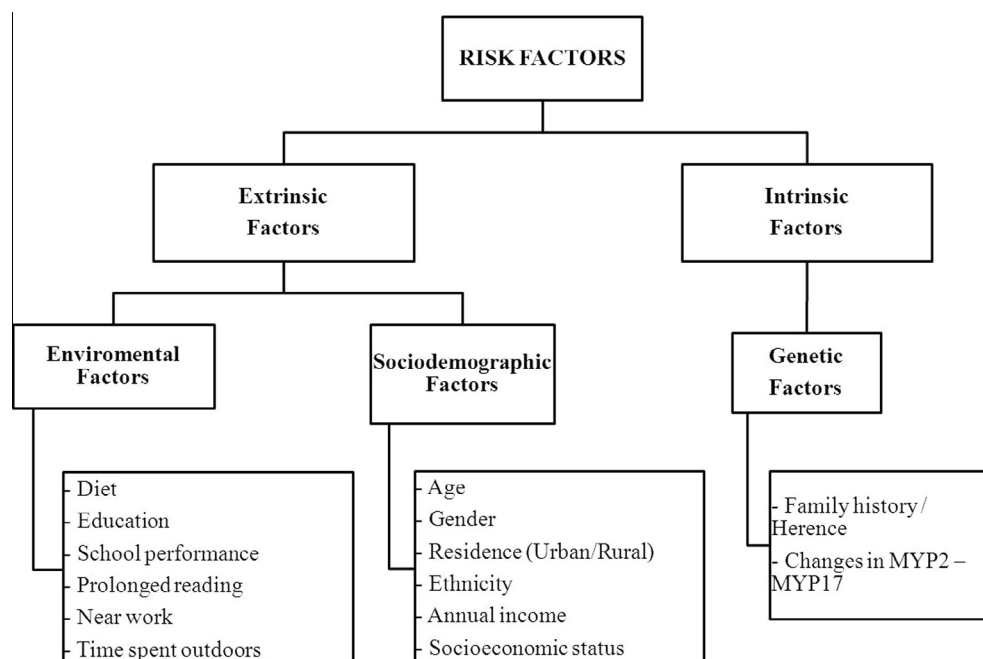 RISK FACTORS
Extrinsic
Factors
Intrinsic
Factors
Enviromental
Factors
Sociodemographic
Factors
Genetic
Factors
- Diet
- Education
- School performance
- Prolonged reading
- Near work
- Time spent outdoors
- Age
- Gender
- Residence (Urban/Rural)
- Ethnicity
- Annual income
- Socioeconomic status
- Family history /
Herence
- Changes in MYP2 –
MYP17